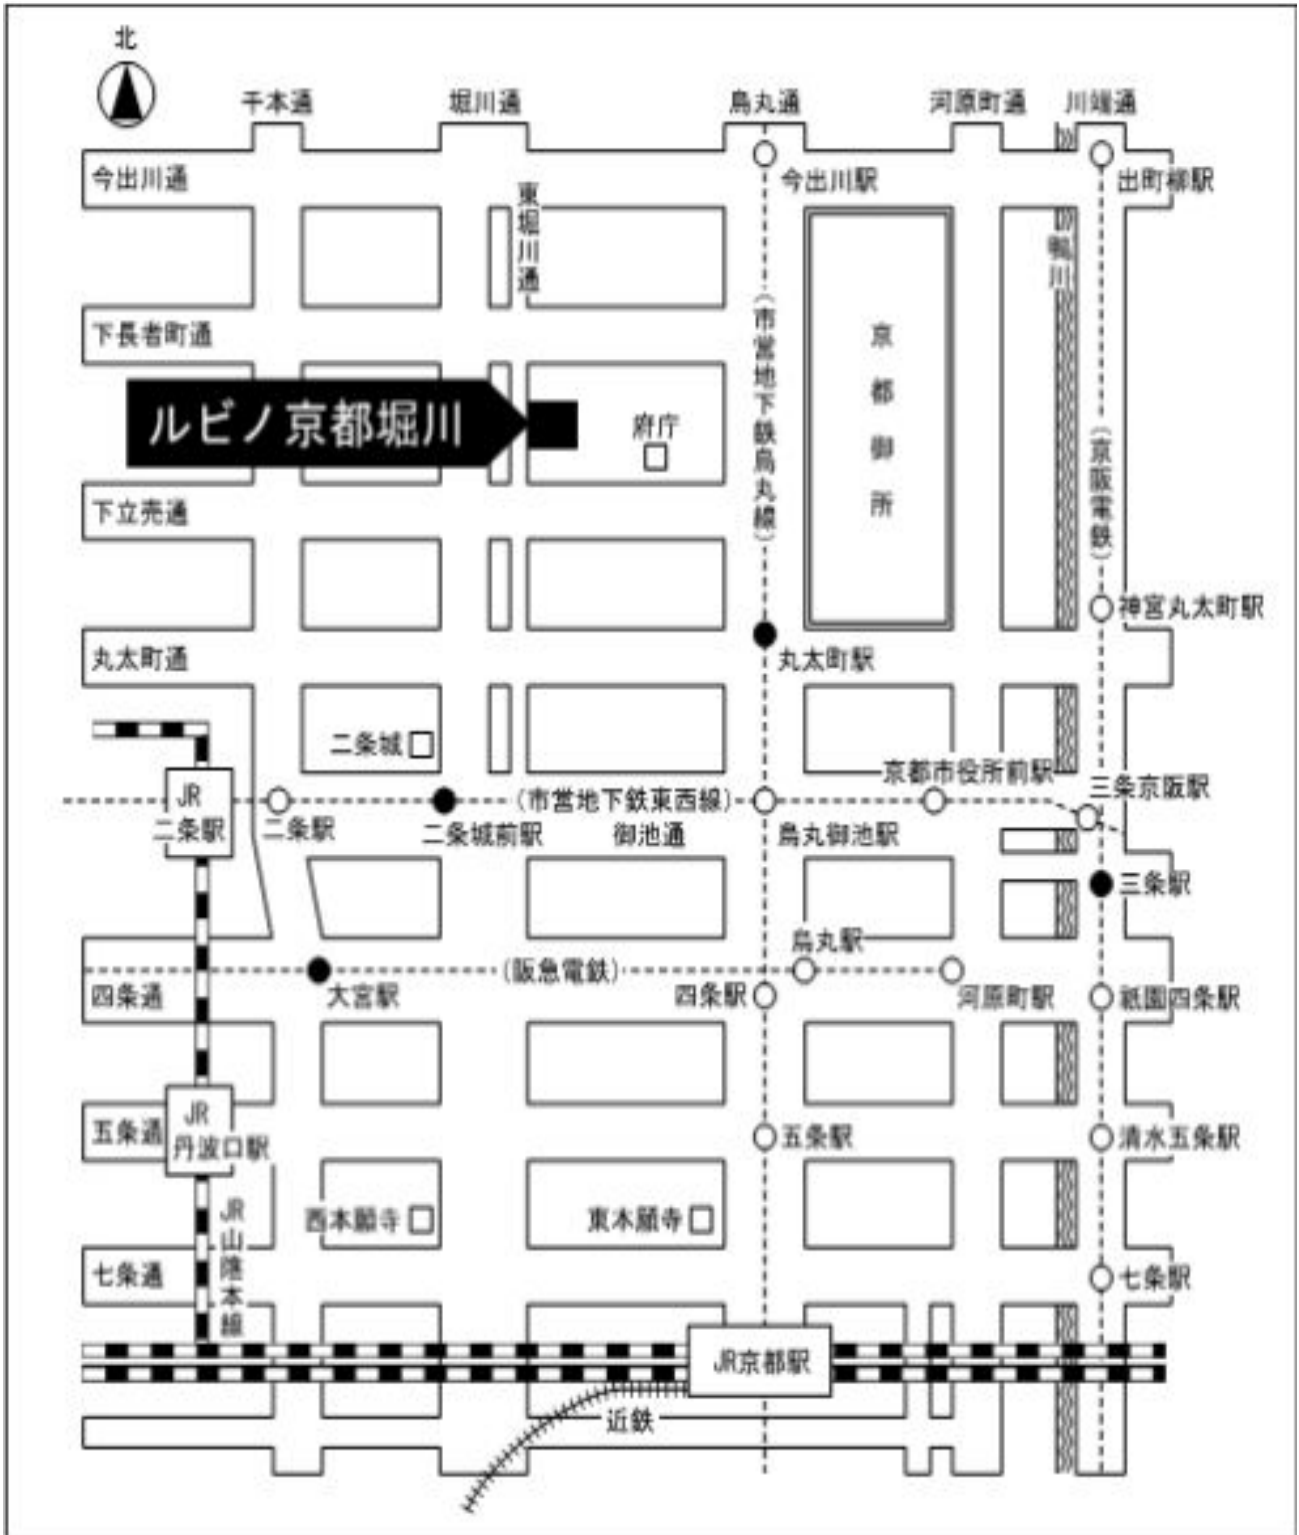 北
千本通
堀川通
烏丸通
河原町通
川端通
今出川通
東堀川通
今出川駅
出町柳駅
鴨川
下長者町通
(市営地下鉄烏丸線)
京都御所
ルビノ京都堀川
府庁
(京阪電鉄)
下立売通
神宮丸太町駅
丸太町通
丸太町駅
二条城
京都市役所前駅
三条京阪駅
JR
二条駅
二条駅
二条城前駅
(市営地下鉄東西線)
御池通
烏丸御池駅
三条駅
烏丸駅
(阪急電鉄)
四条通
大宮駅
四条駅
河原町駅
祇園四条駅
五条通
JR
丹波口駅
五条駅
清水五条駅
JR山陰本線
西本願寺
東本願寺
七条通
七条駅
JR京都駅
近鉄